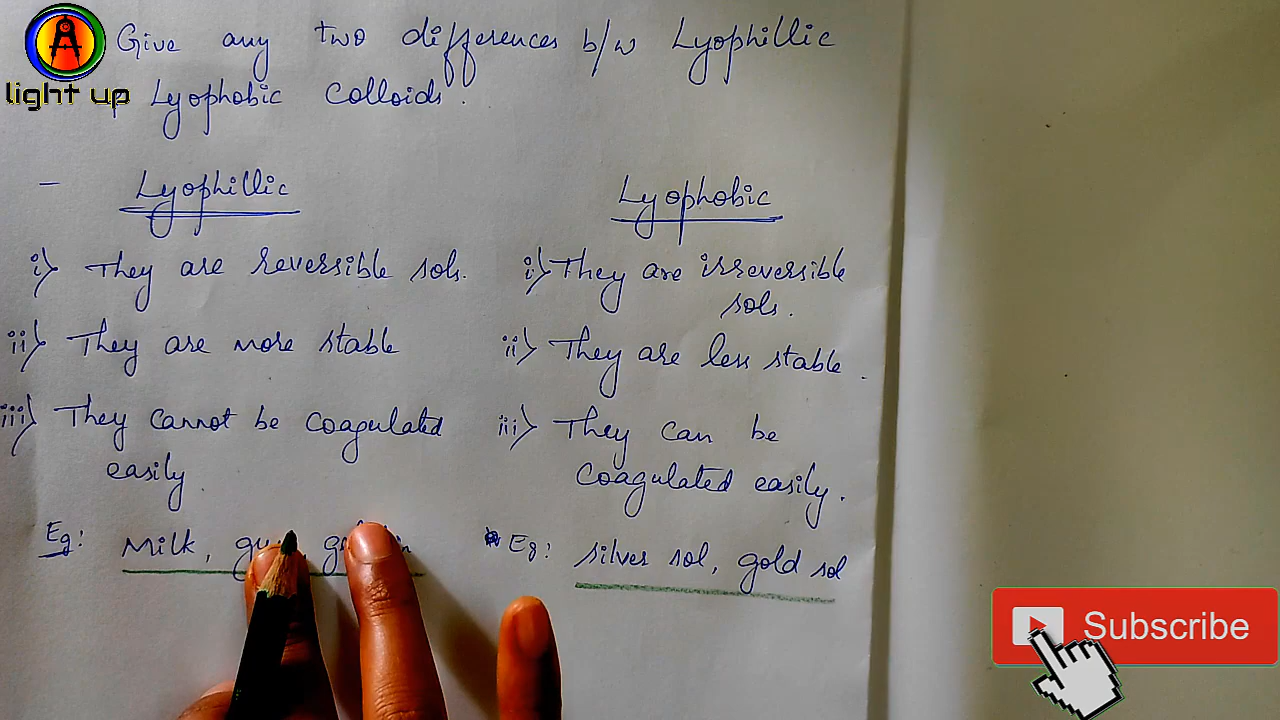 Give any two differences b/w Lyophillic
Lyophobic Colloids.
light up
Lyophillic
Lyophobic
i) They are reversible sols.
i) They are irreversible
sols.
ii) They are more stable
ii) They are less stable.
iii) They cannot be coagulated
easily.
iii) They can be
coagulated easily.
Eg: Milk,
Eg: silver sol, gold sol
Subscribe